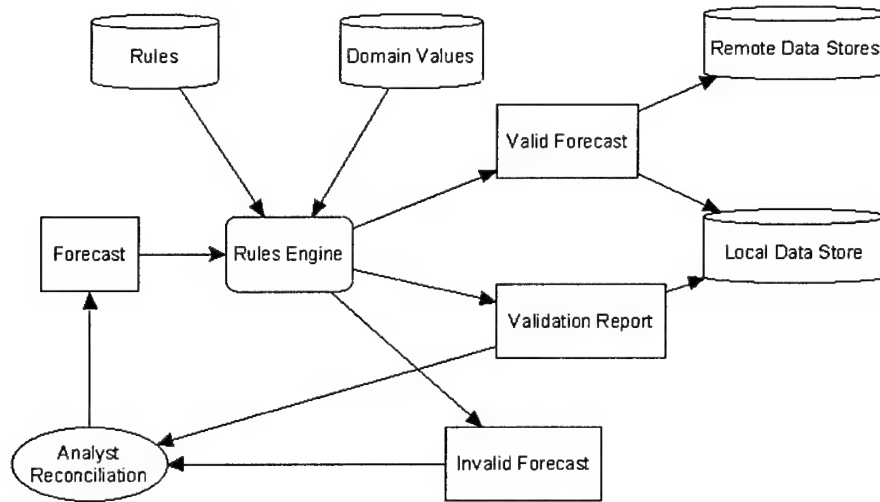 Rules
Domain Values
Remote Data Stores
Valid Forecast
Forecast
Rules Engine
Local Data Store
Validation Report
Analyst
Reconciliation
Invalid Forecast